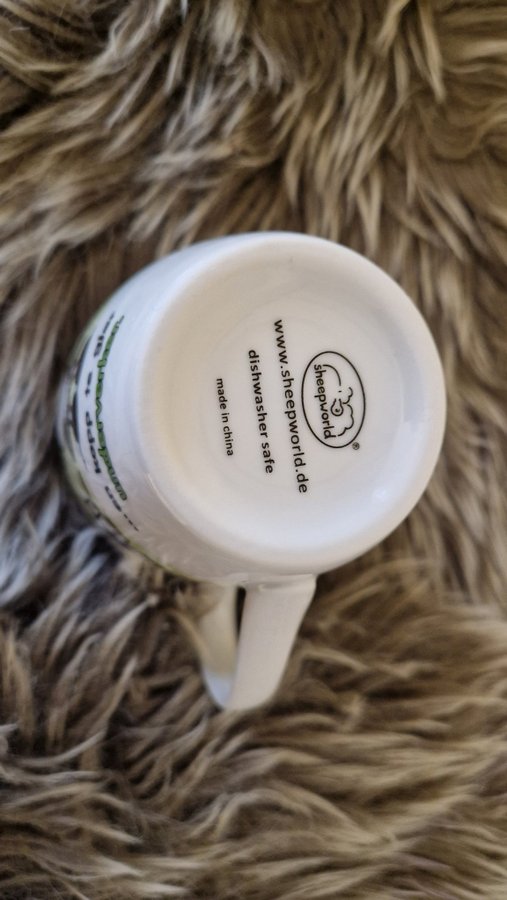 sheepworld
®
www.sheepworld.de
dishwasher safe
made in china